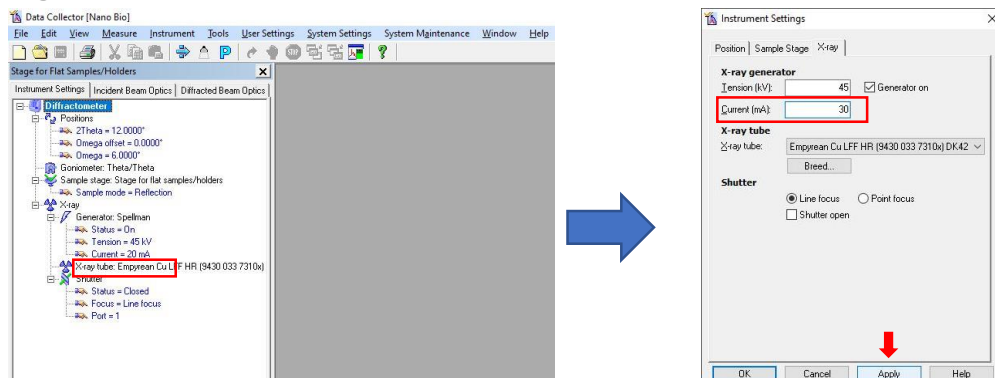 Data Collector [Nano Bio]
File Edit View Measure Instrument Tools User Settings System Settings System Maintenance Window Help
Stage for Flat Samples/Holders
Instrument Settings Incident Beam Optics Diffracted Beam Optics
Diffractometer
Positions
2Theta = 12.0000°
Omega offset = 0.0000°
Omega = 6.0000°
Goniometer: Theta/Theta
Sample stage: Stage for flat samples/holders
Sample mode = Reflection
X-ray
Generator: Spellman
Status = On
Tension = 45 kV
Current = 20 mA
X-ray tube: Empyrean Cu LFF HR (9430 033 7310x)
Shutter
Status = Closed
Focus = Line focus
Port = 1
Instrument Settings
Position Sample Stage X-ray
X-ray generator
Tension (kV): 45 Generator on
Current (mA): 30
X-ray tube
X-ray tube: Empyrean Cu LFF HR (9430 033 7310x) DK42
Breed...
Shutter
Line focus Point focus
Shutter open
OK Cancel Apply Help